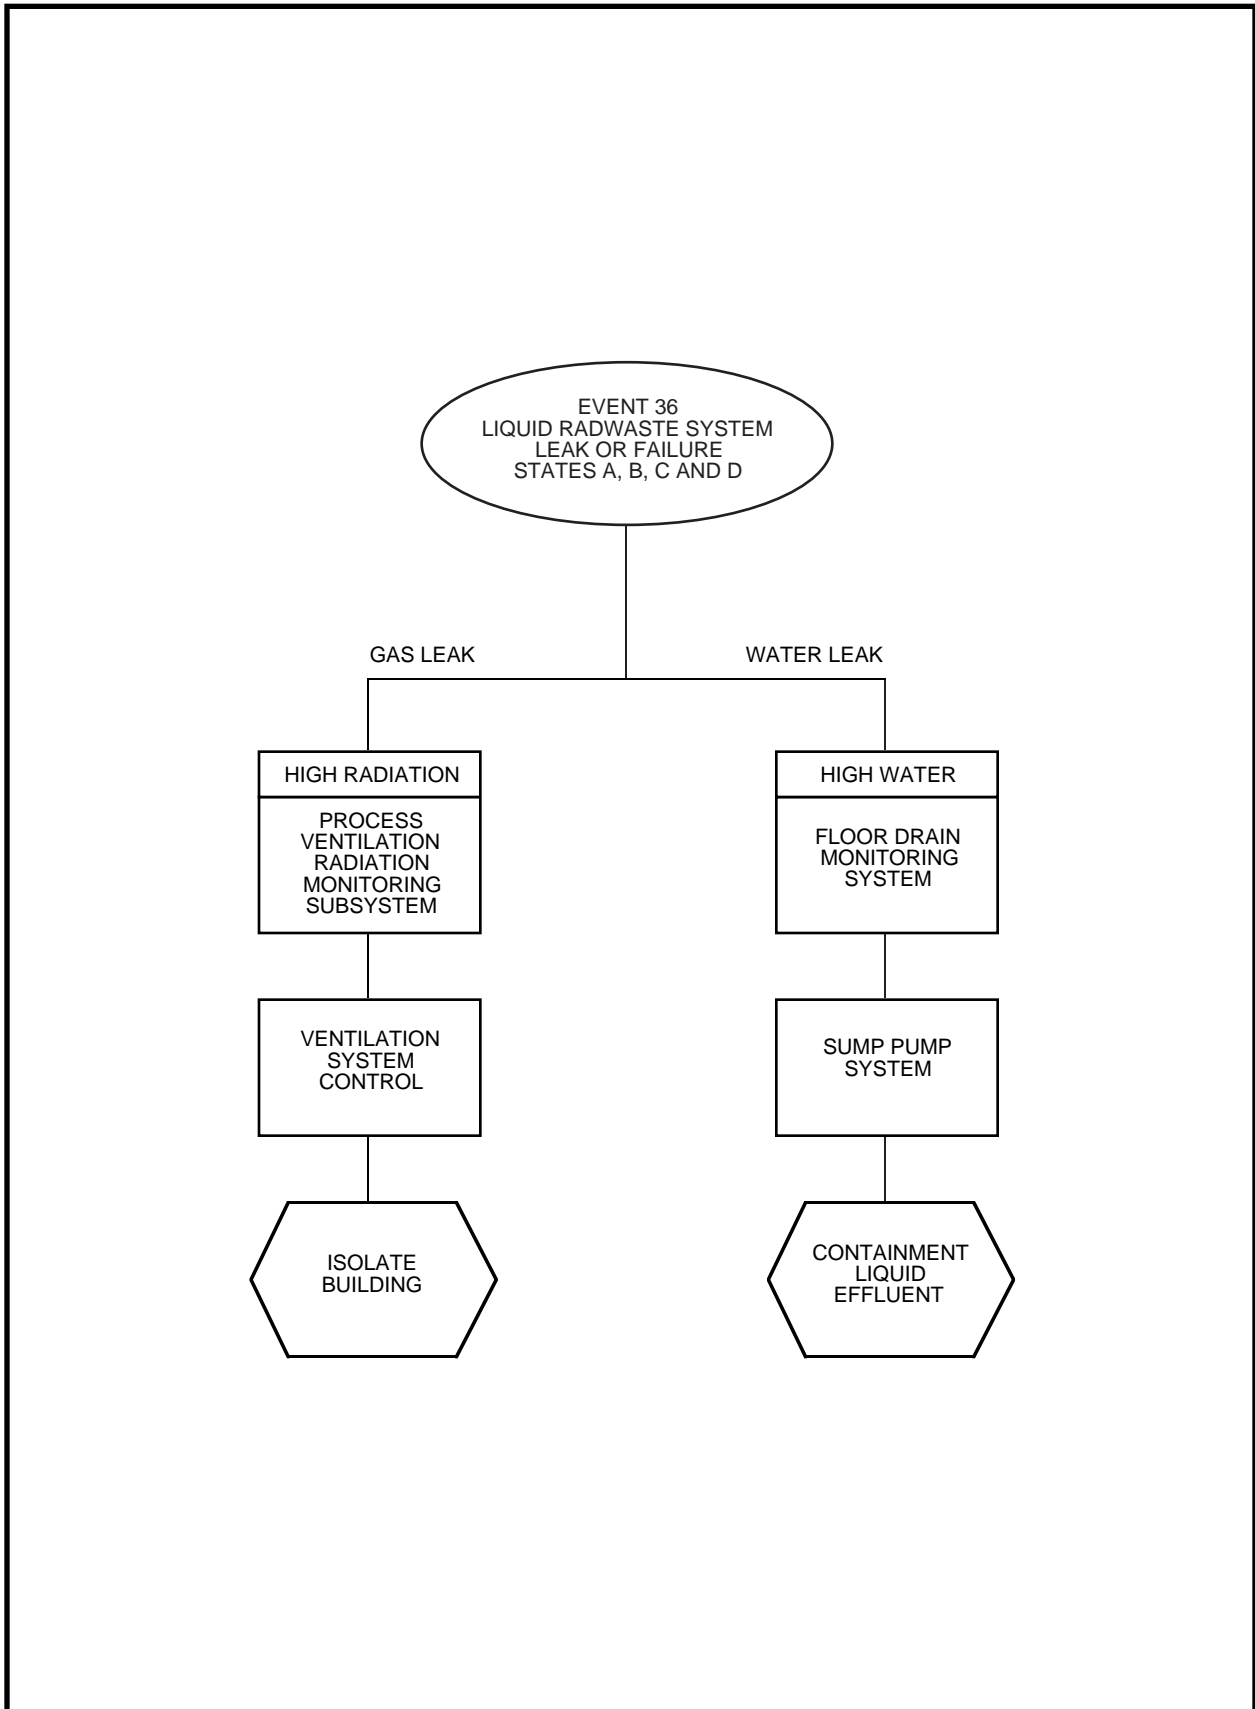 EVENT 36
LIQUID RADWASTE SYSTEM
LEAK OR FAILURE
STATES A, B, C AND D
GAS LEAK
WATER LEAK
HIGH RADIATION
PROCESS
VENTILATION
RADIATION
MONITORING
SUBSYSTEM
HIGH WATER
FLOOR DRAIN
MONITORING
SYSTEM
VENTILATION
SYSTEM
CONTROL
SUMP PUMP
SYSTEM
ISOLATE
BUILDING
CONTAINMENT
LIQUID
EFFLUENT